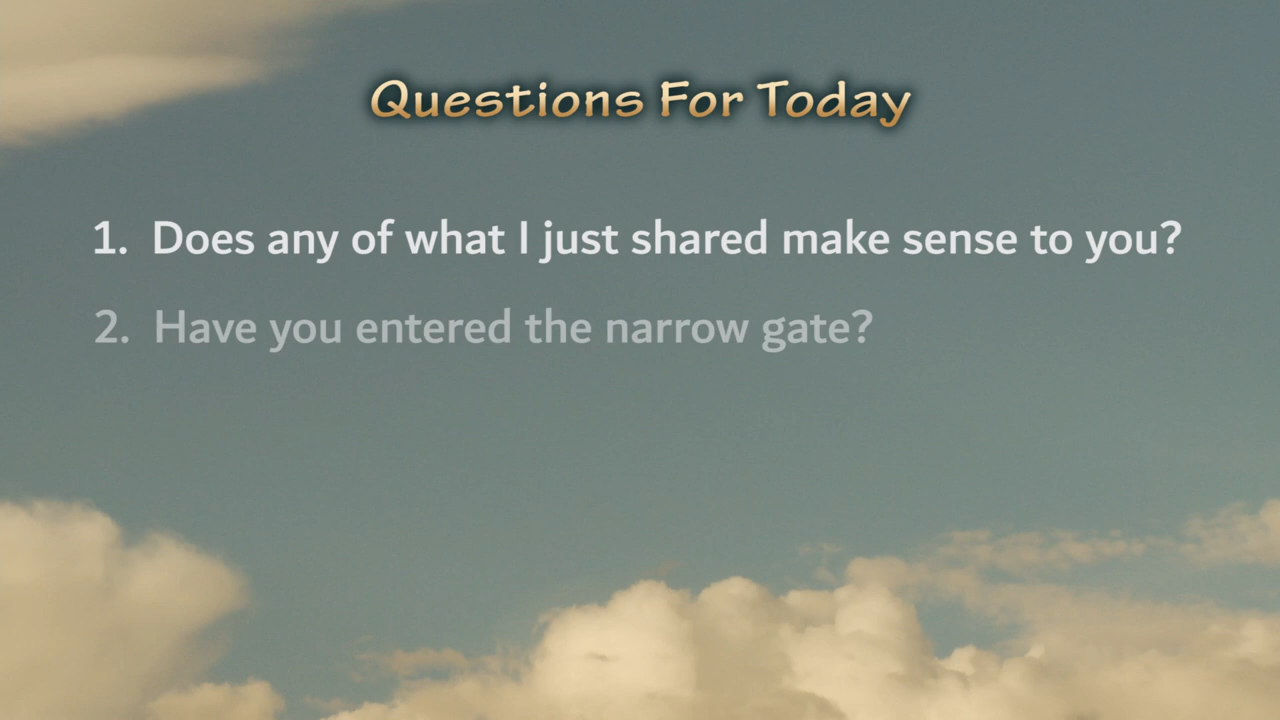 Questions For Today
1. Does any of what I just shared make sense to you?
2. Have you entered the narrow gate?